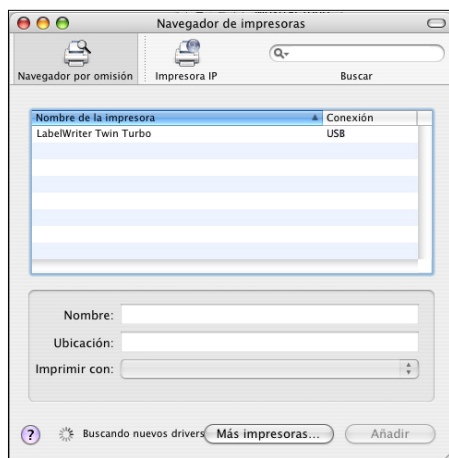 Navegador de impresoras
Navegador por omisión
Impresora IP
Buscar
Nombre de la impresora Conexión
LabelWriter Twin Turbo USB
Nombre:
Ubicación:
Imprimir con:
? Buscando nuevos drivers Más impresoras... Añadir